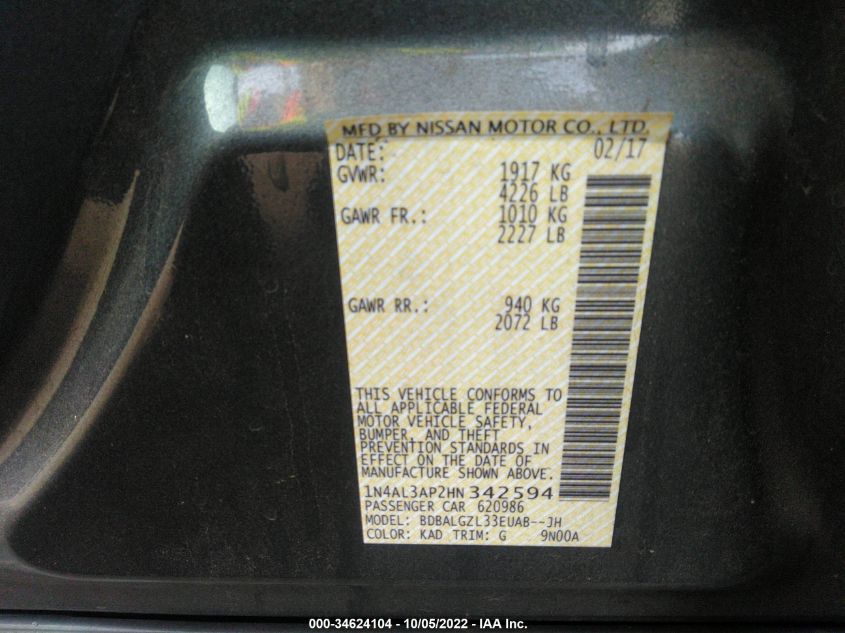 MFD BY NISSAN MOTOR CO., LTD.
DATE: 02/17
GVWR: 1917 KG
4226 LB
GAWR FR.: 1010 KG
2227 LB
GAWR RR.: 940 KG
2072 LB
THIS VEHICLE CONFORMS TO
ALL APPLICABLE FEDERAL
MOTOR VEHICLE SAFETY,
BUMPER, AND THEFT
PREVENTION STANDARDS IN
EFFECT ON THE DATE OF
MANUFACTURE SHOWN ABOVE.
1N4AL3AP2HN342594
PASSENGER CAR 620986
MODEL: BDBALGZL33EUAB--JH
COLOR: KAD TRIM: G 9N00A
000-34624104 - 10/05/2022 - IAA Inc.